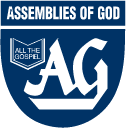 ASSEMBLIES OF GOD
ALL THE
GOSPEL
AG